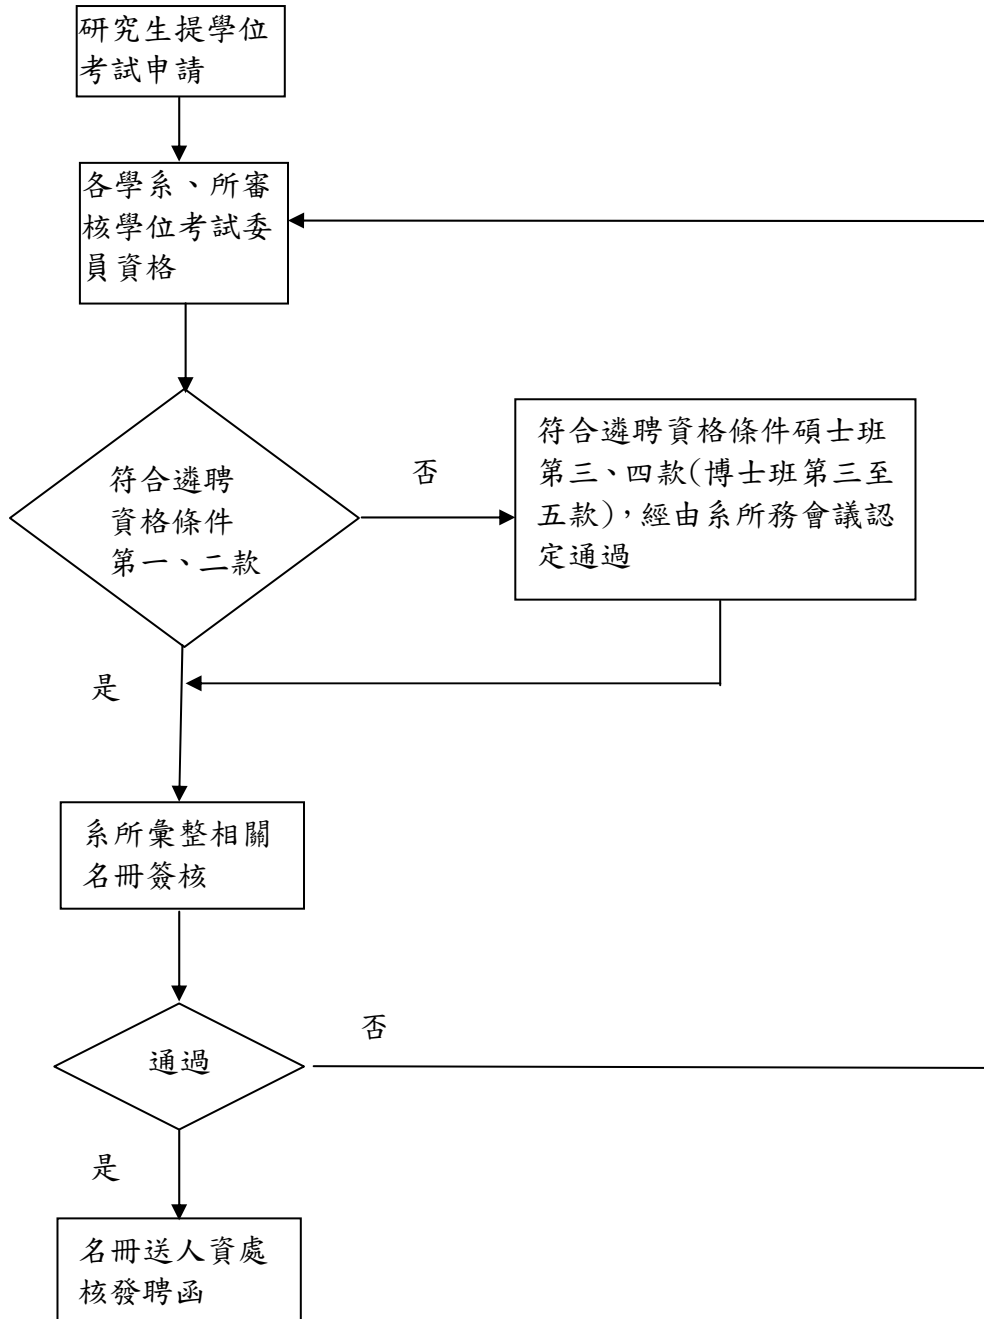 研究生提學位
考試申請
各學系、所審
核學位考試委
員資格
符合遴聘
資格條件
第一、二款
否
符合遴聘資格條件碩士班
第三、四款(博士班第三至
五款)，經由系所務會議認
定通過
是
系所彙整相關
名冊簽核
通過
否
是
名冊送人資處
核發聘函